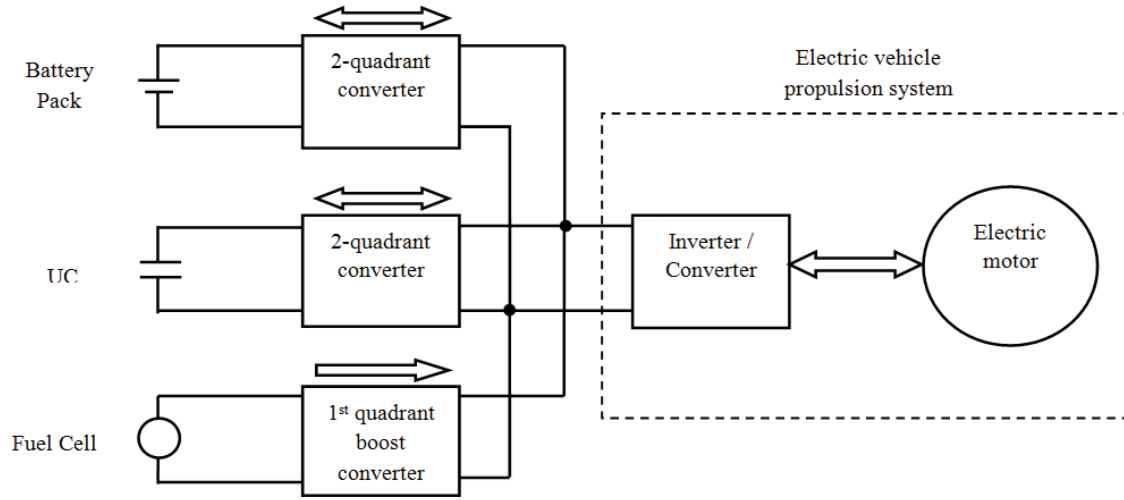 Battery
Pack
2-quadrant
converter
Electric vehicle
propulsion system
UC
2-quadrant
converter
Inverter /
Converter
Electric
motor
Fuel Cell
1st quadrant
boost
converter